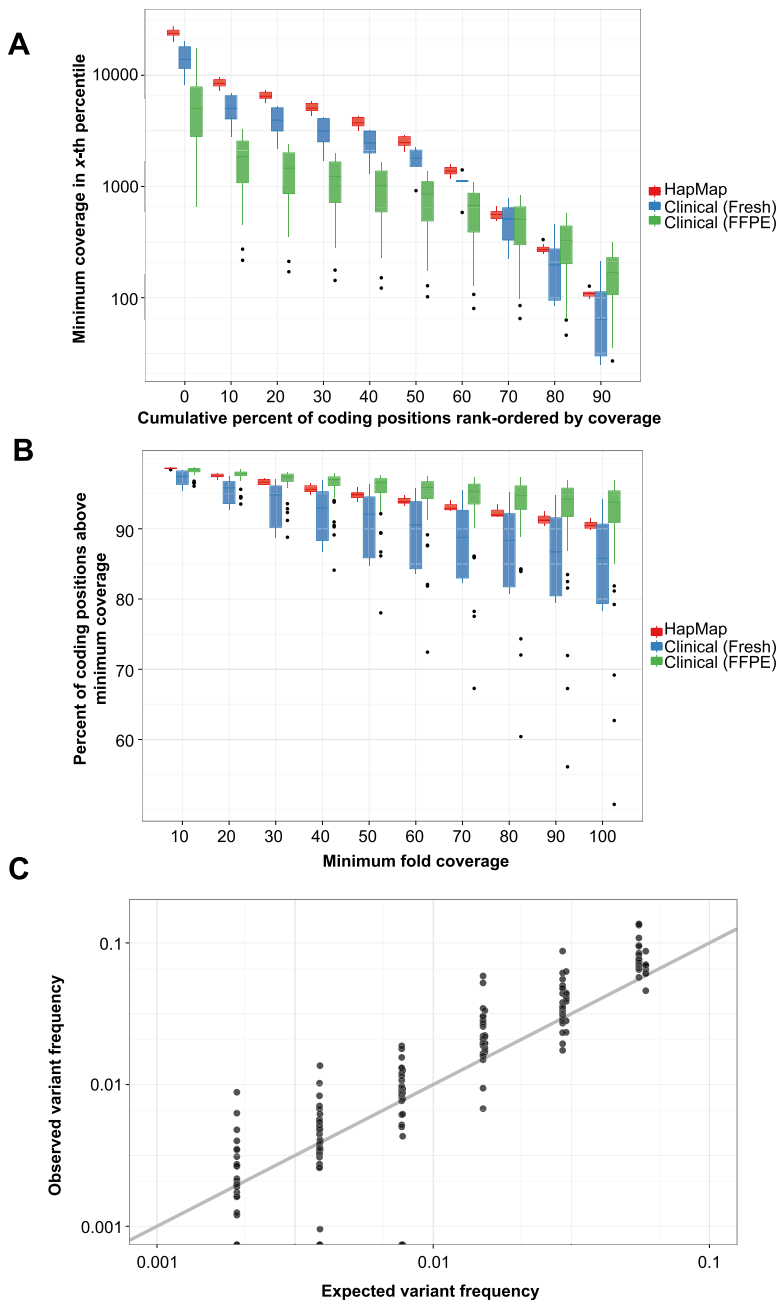 A
Minimum coverage in x-th percentile
10000
1000
100
0 10 20 30 40 50 60 70 80 90
Cumulative percent of coding positions rank-ordered by coverage
HapMap
Clinical (Fresh)
Clinical (FFPE)
B
Percent of coding positions above
minimum coverage
90
80
70
60
10 20 30 40 50 60 70 80 90 100
Minimum fold coverage
HapMap
Clinical (Fresh)
Clinical (FFPE)
C
Observed variant frequency
0.1
0.01
0.001
0.001 0.01 0.1
Expected variant frequency